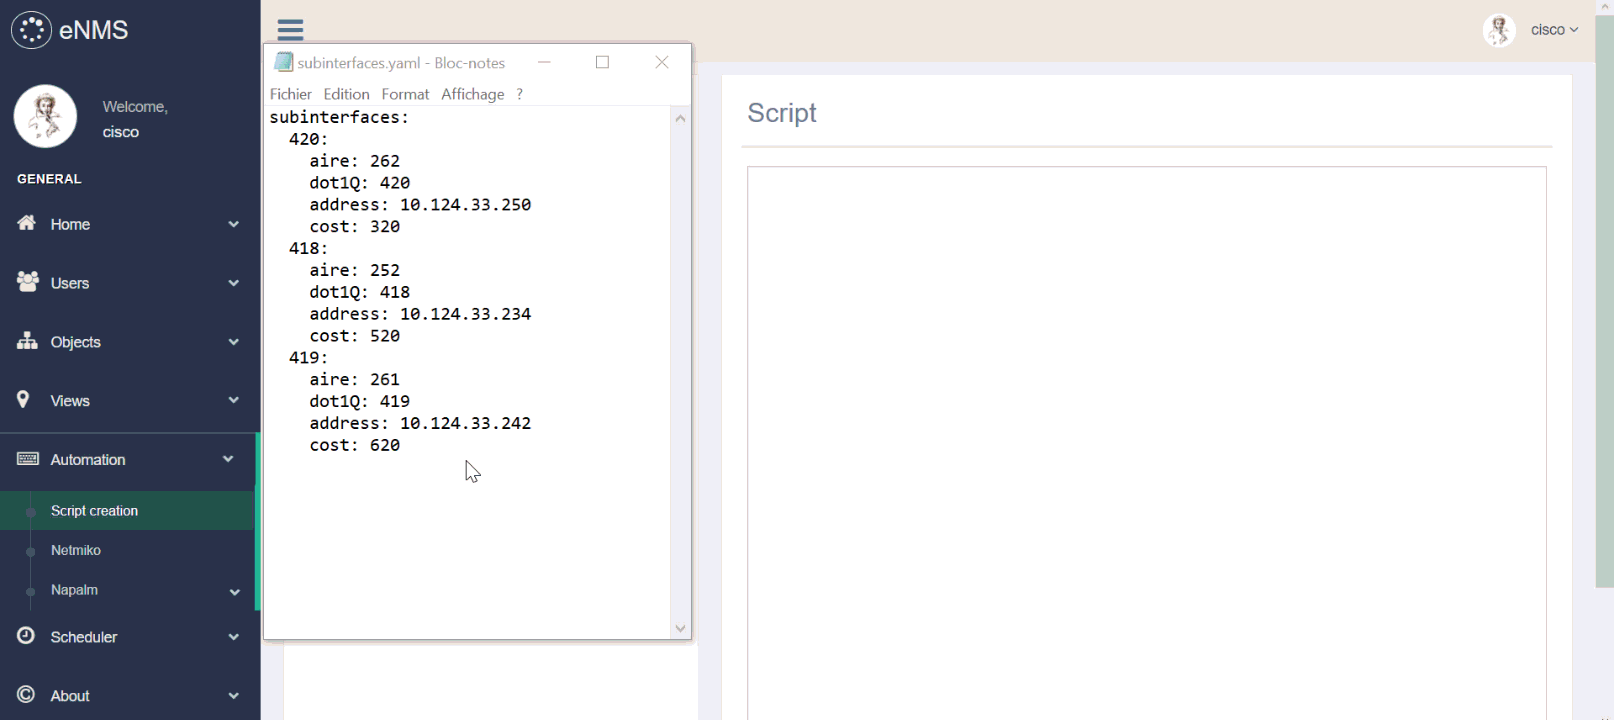 eNMS
Welcome,
cisco
GENERAL
Home
Users
Objects
Views
Automation
Script creation
Netmiko
Napalm
Scheduler
About
subinterfaces.yaml - Bloc-notes
Fichier Edition Format Affichage ?
subinterfaces:
  420:
    aire: 262
    dot1Q: 420
    address: 10.124.33.250
    cost: 320
  418:
    aire: 252
    dot1Q: 418
    address: 10.124.33.234
    cost: 520
  419:
    aire: 261
    dot1Q: 419
    address: 10.124.33.242
    cost: 620
cisco
Script